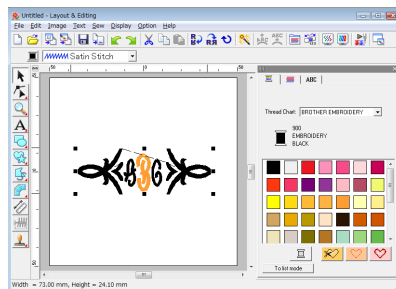 Untitled - Layout & Editing
File Edit Image Text Sew Display Option Help
Satin Stitch
ABC
Thread Chart: BROTHER EMBROIDERY
900
EMBROIDERY
BLACK
ABC
To list mode
Width = 73.00 mm, Height = 24.10 mm